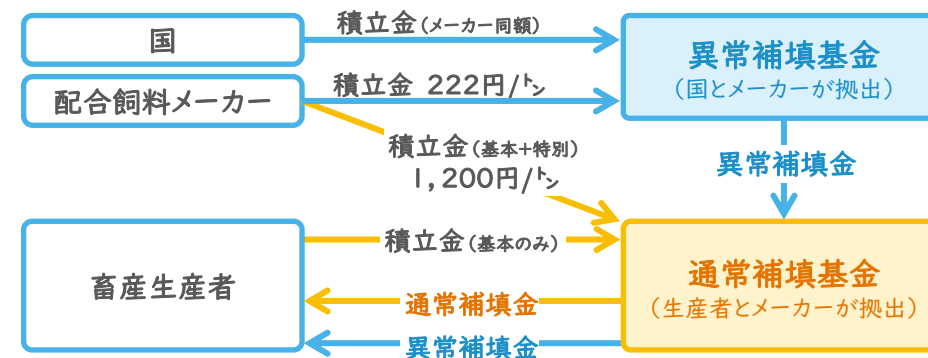 国
積立金(メーカー同額)
異常補填基金
(国とメーカーが拠出)
配合飼料メーカー
積立金 222円/㌧
積立金(基本+特別)
1,200円/㌧
異常補填金
畜産生産者
積立金(基本のみ)
通常補填基金
(生産者とメーカーが拠出)
通常補填金
異常補填金